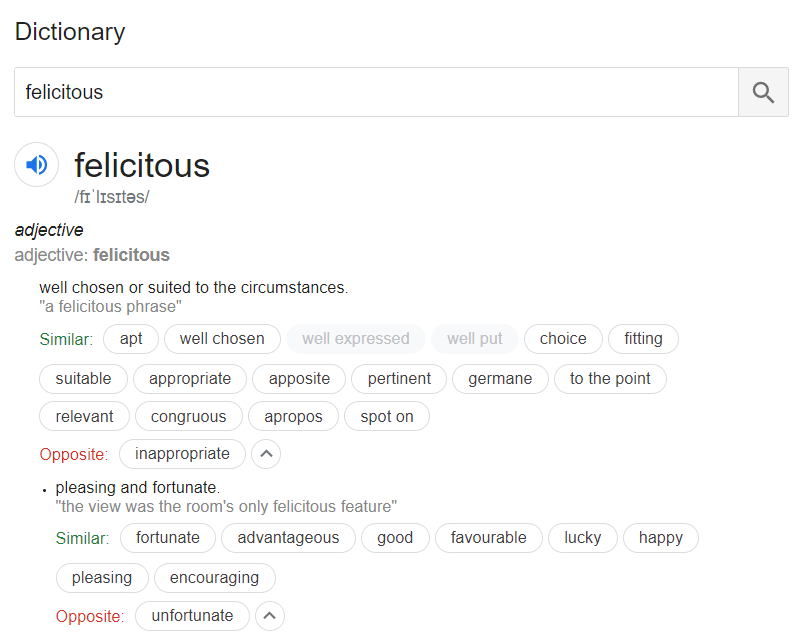 Dictionary
felicitous
felicitous
/fɪˈlɪsɪtəs/
adjective
adjective: felicitous
well chosen or suited to the circumstances.
"a felicitous phrase"
Similar: apt well chosen well expressed well put choice fitting
suitable appropriate apposite pertinent germane to the point
relevant congruous apropos spot on
Opposite: inappropriate
• pleasing and fortunate.
"the view was the room's only felicitous feature"
Similar: fortunate advantageous good favourable lucky happy
pleasing encouraging
Opposite: unfortunate